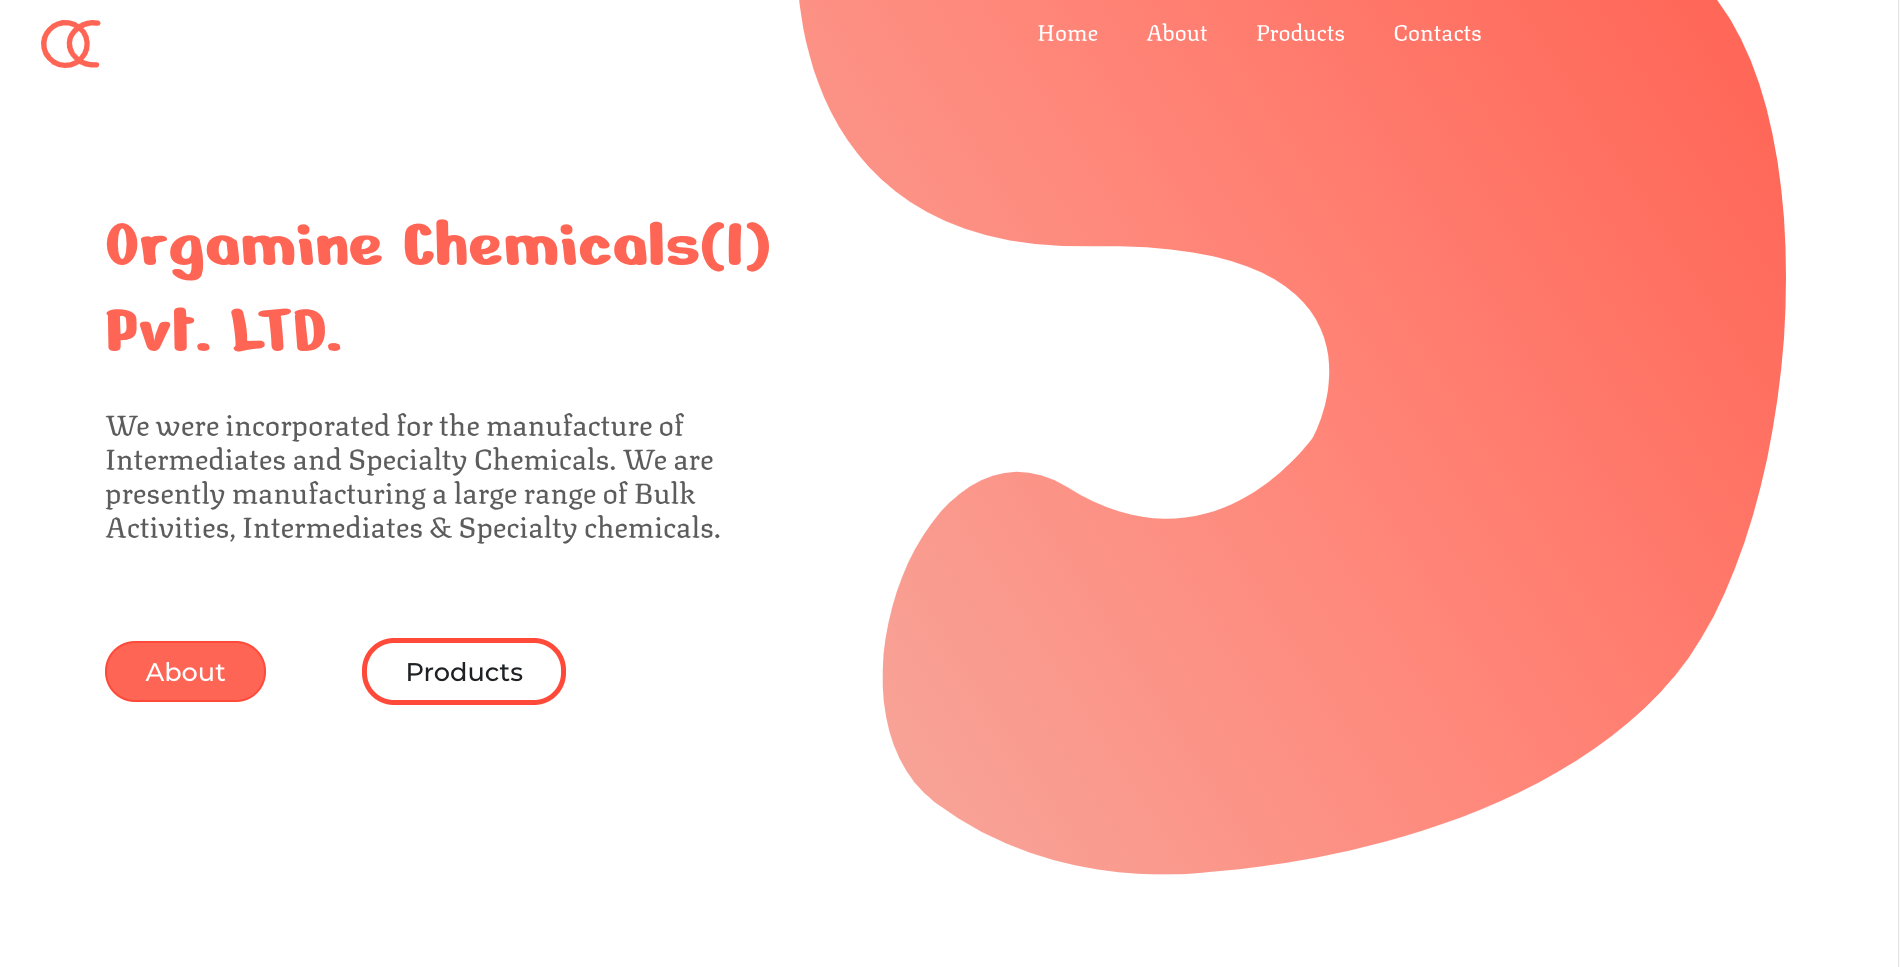 Home About Products Contacts
Orgamine Chemicals(I)
Pvt. LTD.
We were incorporated for the manufacture of
Intermediates and Specialty Chemicals. We are
presently manufacturing a large range of Bulk
Activities, Intermediates & Specialty chemicals.
About Products